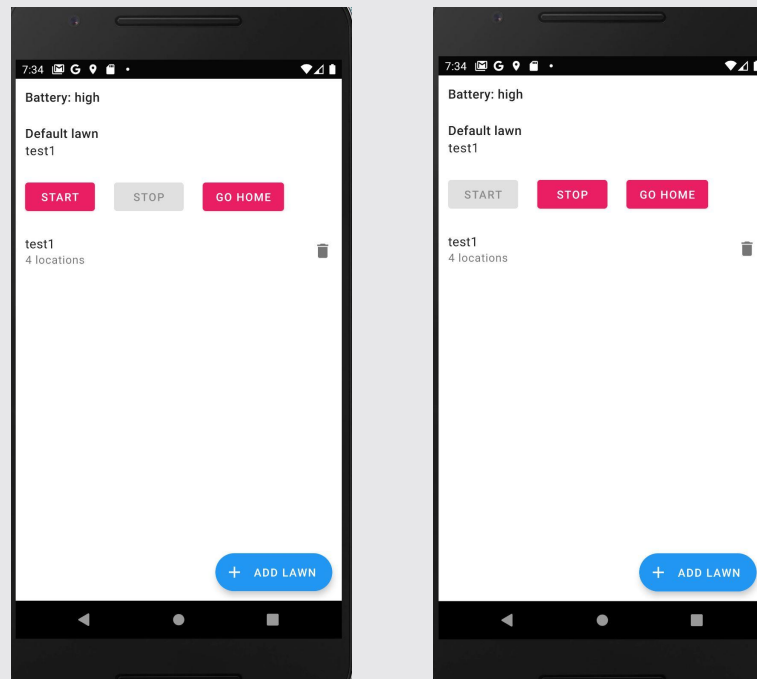 7:34
Battery: high
Default lawn
test1
START STOP GO HOME
test1
4 locations
+ ADD LAWN
7:34
Battery: high
Default lawn
test1
START STOP GO HOME
test1
4 locations
+ ADD LAWN